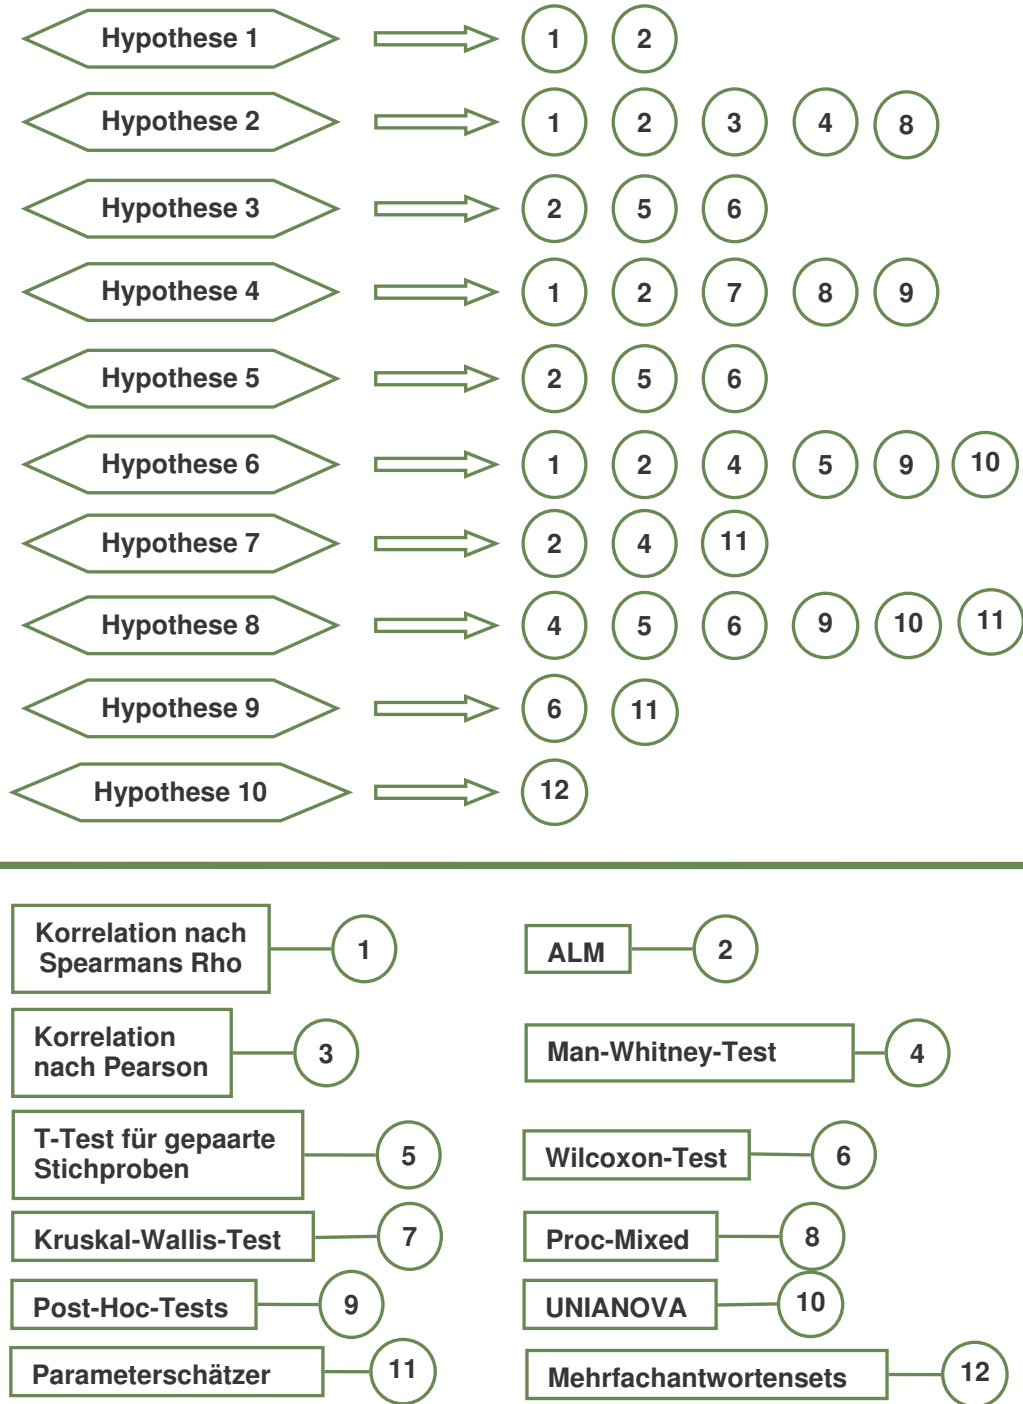 Hypothese 1 1 2
Hypothese 2 1 2 3 4 8
Hypothese 3 2 5 6
Hypothese 4 1 2 7 8 9
Hypothese 5 2 5 6
Hypothese 6 1 2 4 5 9 10
Hypothese 7 2 4 11
Hypothese 8 4 5 6 9 10 11
Hypothese 9 6 11
Hypothese 10 12
Korrelation nach
Spearmans Rho
1
ALM 2
Korrelation
nach Pearson
3
Man-Whitney-Test 4
T-Test für gepaarte
Stichproben
5
Wilcoxon-Test 6
Kruskal-Wallis-Test 7
Proc-Mixed 8
Post-Hoc-Tests 9
UNIANOVA 10
Parameterschätzer 11
Mehrfachantwortensets 12